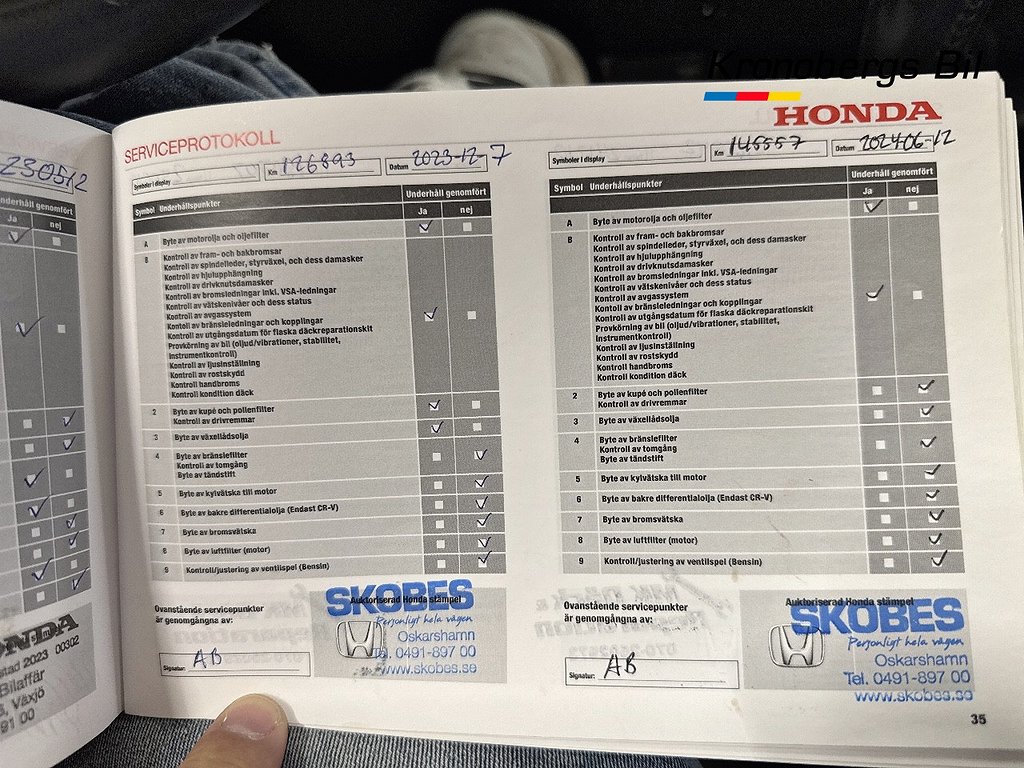 Kronobergs Bil
HONDA
SERVICEPROTOKOLL
230512
Underhåll genomfört
Ja nej
HONDA
stad 2023 00302
Bilaffär
Växjö
91 00
Symboler i display Km 126893 Datum 2023-12-7
Symbol Underhållspunkter Underhåll genomfört
Ja nej
A Byte av motorolja och oljefilter
B Kontroll av fram- och bakbromsar
Kontroll av spindelleder, styrväxel, och dess damasker
Kontroll av hjulupphängning
Kontroll av drivknutsdamasker
Kontroll av bromsledningar inkl. VSA-ledningar
Kontroll av vätskenivåer och dess status
Kontroll av avgassystem
Kontoll av bränsleledningar och kopplingar
Kontroll av utgångsdatum för flaska däckreparationskit
Provkörning av bil (oljud/vibrationer, stabilitet,
instrumentkontroll)
Kontroll av ljusinställning
Kontroll av rostskydd
Kontroll handbroms
Kontroll kondition däck
2 Byte av kupé och pollenfilter
Kontroll av drivremmar
3 Byte av växellådsolja
4 Byte av bränslefilter
Kontroll av tomgång
Byte av tändstift
5 Byte av kylvätska till motor
6 Byte av bakre differentialolja (Endast CR-V)
7 Byte av bromsvätska
8 Byte av luftfilter (motor)
9 Kontroll/justering av ventilspel (Bensin)
Ovanstående servicepunkter
är genomgångna av:
Signatur: AB
Auktoriserad Honda stämpel
SKOBES
Personligt hela vägen
Oskarshamn
Tel. 0491-897 00
www.skobes.se
Symboler i display Km 145557 Datum 202406-12
Symbol Underhållspunkter Underhåll genomfört
Ja nej
A Byte av motorolja och oljefilter
B Kontroll av fram- och bakbromsar
Kontroll av spindelleder, styrväxel, och dess damasker
Kontroll av hjulupphängning
Kontroll av drivknutsdamasker
Kontroll av bromsledningar inkl. VSA-ledningar
Kontroll av vätskenivåer och dess status
Kontroll av avgassystem
Kontoll av bränsleledningar och kopplingar
Kontroll av utgångsdatum för flaska däckreparationskit
Provkörning av bil (oljud/vibrationer, stabilitet,
instrumentkontroll)
Kontroll av ljusinställning
Kontroll av rostskydd
Kontroll handbroms
Kontroll kondition däck
2 Byte av kupé och pollenfilter
Kontroll av drivremmar
3 Byte av växellådsolja
4 Byte av bränslefilter
Kontroll av tomgång
Byte av tändstift
5 Byte av kylvätska till motor
6 Byte av bakre differentialolja (Endast CR-V)
7 Byte av bromsvätska
8 Byte av luftfilter (motor)
9 Kontroll/justering av ventilspel (Bensin)
Ovanstående servicepunkter
är genomgångna av:
Signatur: AB
Auktoriserad Honda stämpel
SKOBES
Personligt hela vägen
Oskarshamn
Tel. 0491-897 00
www.skobes.se
35